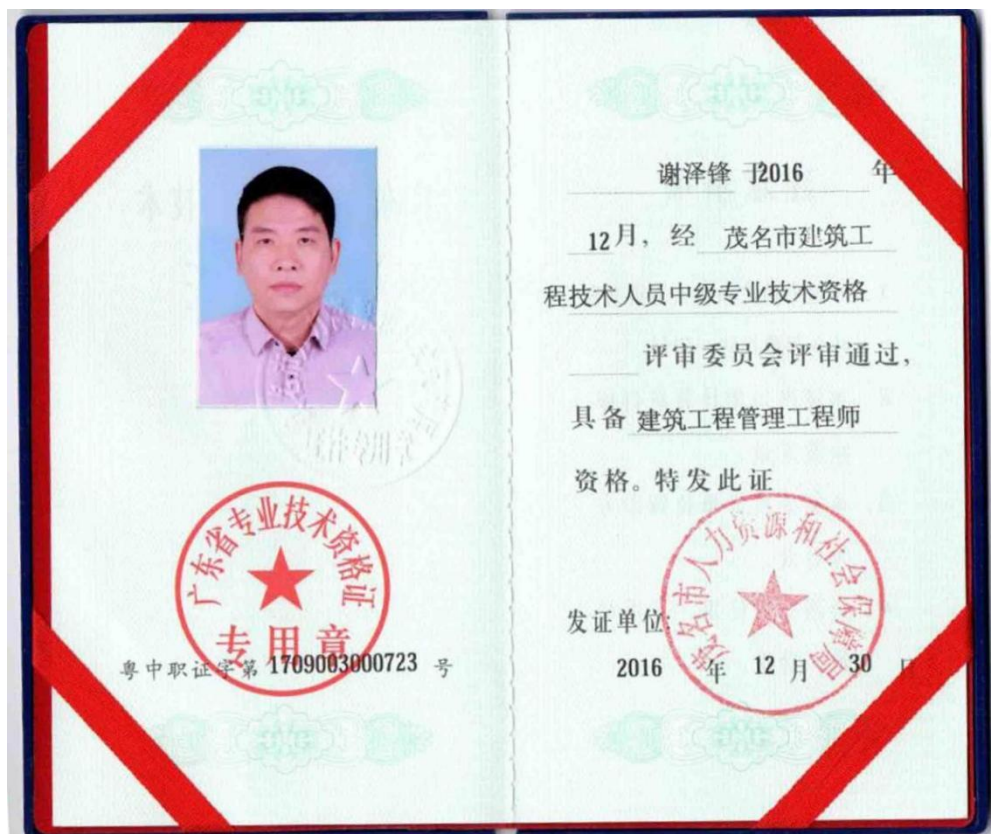 广东省专业技术资格证
专用章
粤中职证字第 1709003000723 号
谢泽锋 于2016 年
12月，经 茂名市建筑工
程技术人员中级专业技术资格
评审委员会评审通过，
具备 建筑工程管理工程师
资格。特发此证
茂名市人力资源和社会保障局
发证单位:
2016 年 12 月 30 日